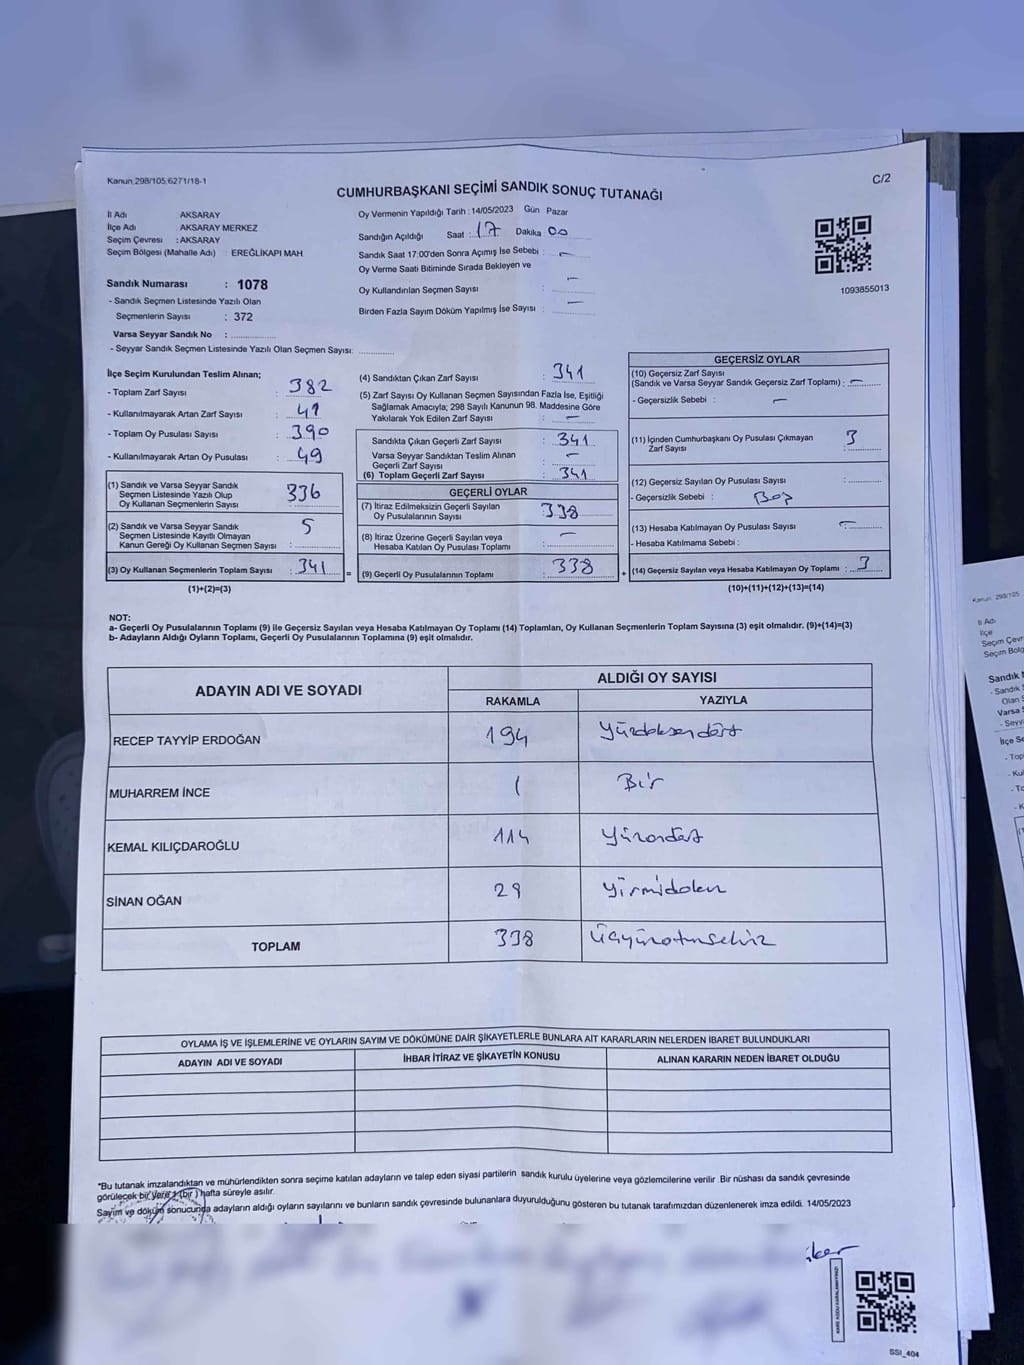 Kanun 298/105.6271/18-1
C/2
CUMHURBAŞKANI SEÇİMİ SANDIK SONUÇ TUTANAĞI
İl Adı : AKSARAY
İlçe Adı : AKSARAY MERKEZ
Seçim Çevresi : AKSARAY
Seçim Bölgesi (Mahalle Adı) : EREĞLİKAPI MAH
Sandık Numarası : 1078
- Sandık Seçmen Listesinde Yazılı Olan
Seçmenlerin Sayısı : 372
Varsa Seyyar Sandık No :
- Seyyar Sandık Seçmen Listesinde Yazılı Olan Seçmen Sayısı:
Oy Vermenin Yapıldığı Tarih : 14/05/2023 Gün Pazar
Sandığın Açıldığı Saat : 17 Dakika 00
Sandık Saat 17:00'den Sonra Açımış İse Sebebi : —
Oy Verme Saati Bitiminde Sırada Bekleyen ve
Oy Kullandırılan Seçmen Sayısı : —
Birden Fazla Sayım Döküm Yapılmış İse Sayısı : —
1093855013
İlçe Seçim Kurulundan Teslim Alınan;
- Toplam Zarf Sayısı : 382
- Kullanılmayarak Artan Zarf Sayısı : 41
- Toplam Oy Pusulası Sayısı : 390
- Kullanılmayarak Artan Oy Pusulası : 49
(1) Sandık ve Varsa Seyyar Sandık
Seçmen Listesinde Yazılı Olup
Oy Kullanan Seçmenlerin Sayısı 336
(2) Sandık ve Varsa Seyyar Sandık
Seçmen Listesinde Kayıtlı Olmayan
Kanun Gereği Oy Kullanan Seçmen Sayısı : 5
(3) Oy Kullanan Seçmenlerin Toplam Sayısı : 341
(1)+(2)=(3)
=
(4) Sandıktan Çıkan Zarf Sayısı : 341
(5) Zarf Sayısı Oy Kullanan Seçmen Sayısından Fazla İse, Eşitliği
Sağlamak Amacıyla; 298 Sayılı Kanunun 98. Maddesine Göre
Yakılarak Yok Edilen Zarf Sayısı : —
Sandıkta Çıkan Geçerli Zarf Sayısı : 341
Varsa Seyyar Sandıktan Teslim Alınan
Geçerli Zarf Sayısı : —
(6) Toplam Geçerli Zarf Sayısı : 341
GEÇERLİ OYLAR
(7) İtiraz Edilmeksizin Geçerli Sayılan
Oy Pusulalarının Sayısı : 338
(8) İtiraz Üzerine Geçerli Sayılan veya
Hesaba Katılan Oy Pusulası Toplamı : —
(9) Geçerli Oy Pusulalarının Toplamı : 338
+
GEÇERSİZ OYLAR
(10) Geçersiz Zarf Sayısı
(Sandık ve Varsa Seyyar Sandık Geçersiz Zarf Toplamı) : —
- Geçersizlik Sebebi : —
(11) İçinden Cumhurbaşkanı Oy Pusulası Çıkmayan
Zarf Sayısı : 3
(12) Geçersiz Sayılan Oy Pusulası Sayısı :
- Geçersizlik Sebebi : Boş
(13) Hesaba Katılmayan Oy Pusulası Sayısı : —
- Hesaba Katılmama Sebebi :
(14) Geçersiz Sayılan veya Hesaba Katılmayan Oy Toplamı : 3
(10)+(11)+(12)+(13)=(14)
NOT:
a- Geçerli Oy Pusulalarının Toplamı (9) ile Geçersiz Sayılan veya Hesaba Katılmayan Oy Toplamı (14) Toplamları, Oy Kullanan Seçmenlerin Toplam Sayısına (3) eşit olmalıdır. (9)+(14)=(3)
b- Adayların Aldığı Oyların Toplamı, Geçerli Oy Pusulalarının Toplamına (9) eşit olmalıdır.
ADAYIN ADI VE SOYADI
ALDIĞI OY SAYISI
RAKAMLA YAZIYLA
RECEP TAYYİP ERDOĞAN 194 Yüzdoksandört
MUHARREM İNCE 1 Bir
KEMAL KILIÇDAROĞLU 114 Yüzondört
SİNAN OĞAN 29 Yirmidokuz
TOPLAM 338 Üçyüzotuzsekiz
OYLAMA İŞ VE İŞLEMLERİNE VE OYLARIN SAYIM VE DÖKÜMÜNE DAİR ŞİKAYETLERLE BUNLARA AİT KARARLARIN NELERDEN İBARET BULUNDUKLARI
ADAYIN ADI VE SOYADI İHBAR İTİRAZ VE ŞİKAYETİN KONUSU ALINAN KARARIN NEDEN İBARET OLDUĞU
*Bu tutanak imzalandıktan ve mühürlendikten sonra seçime katılan adayların ve talep eden siyasi partilerin sandık kurulu üyelerine veya gözlemcilerine verilir. Bir nüshası da sandık çevresinde
görülecek bir yere 1 (bir) hafta süreyle asılır.
Sayım ve döküm sonucunda adayların aldığı oyların sayılarını ve bunların sandık çevresinde bulunanlara duyurulduğunu gösteren bu tutanak tarafımızdan düzenlenerek imza edildi. 14/05/2023
SSI_404
Kanun 298/105
İl Adı
İlçe
Seçim Çevr
Seçim Bölg
Sandık
- Sandık
Olan
Varsa
- Seyy
İlçe Se
- Top
- Ku
- To